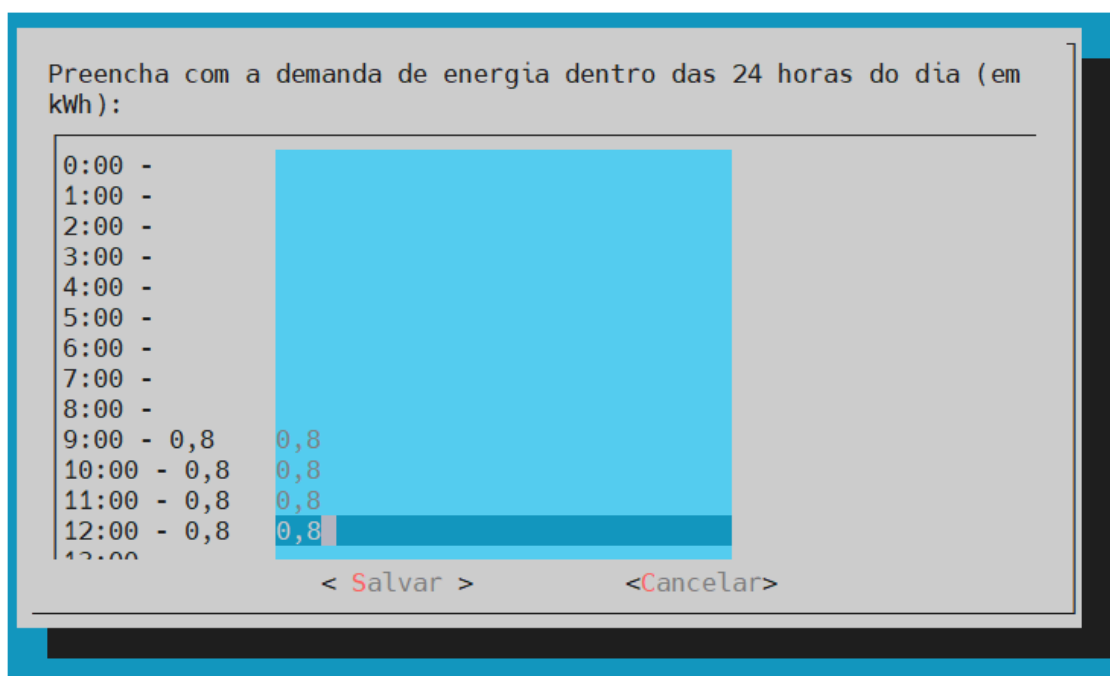 Preencha com a demanda de energia dentro das 24 horas do dia (em
kWh):
0:00 -
1:00 -
2:00 -
3:00 -
4:00 -
5:00 -
6:00 -
7:00 -
8:00 -
9:00 - 0,8 0,8
10:00 - 0,8 0,8
11:00 - 0,8 0,8
12:00 - 0,8 0,8
< Salvar > <Cancelar>